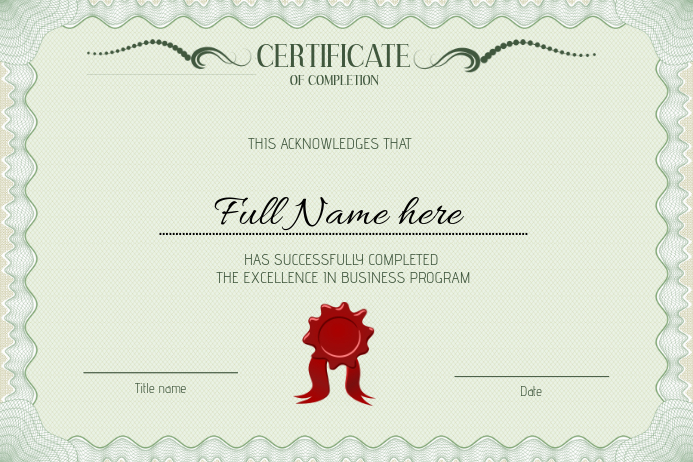 CERTIFICATE
OF COMPLETION
THIS ACKNOWLEDGES THAT
Full Name here
HAS SUCCESSFULLY COMPLETED
THE EXCELLENCE IN BUSINESS PROGRAM
Title name
Date